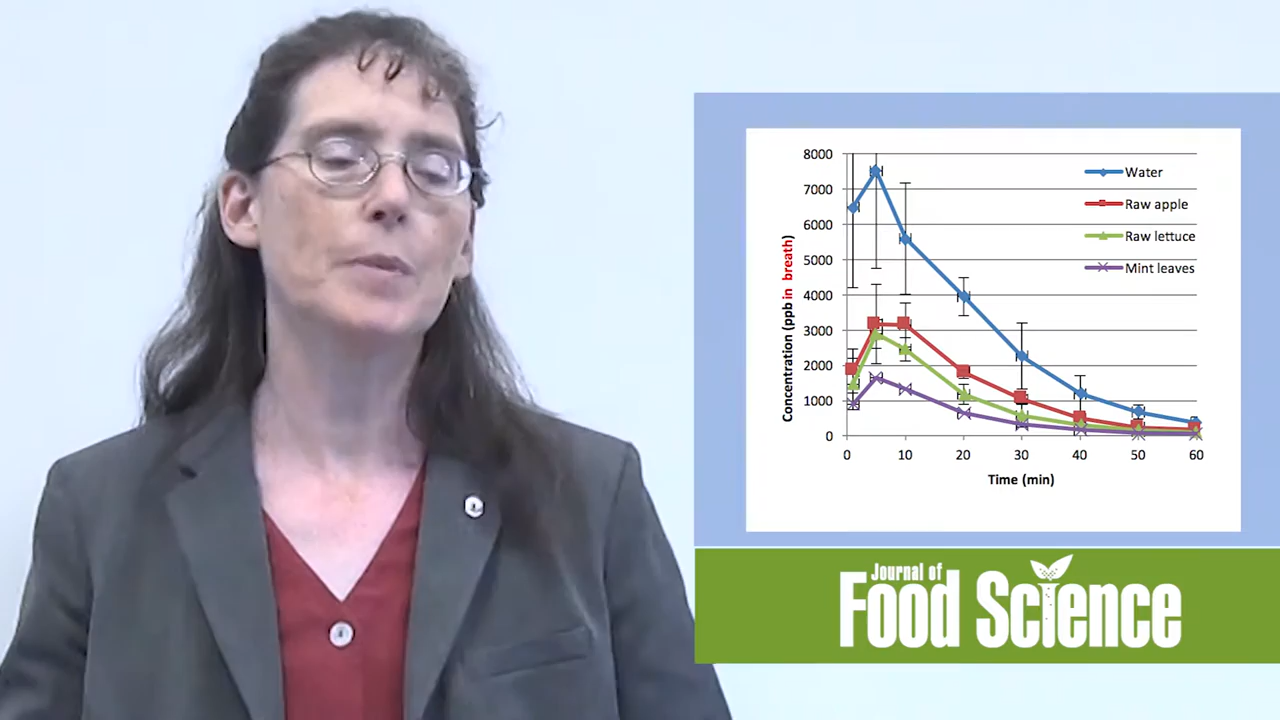 8000
7000
6000
5000
4000
3000
2000
1000
0
Concentration (ppb in breath)
Water
Raw apple
Raw lettuce
Mint leaves
0 10 20 30 40 50 60
Time (min)
Journal of
Food Science